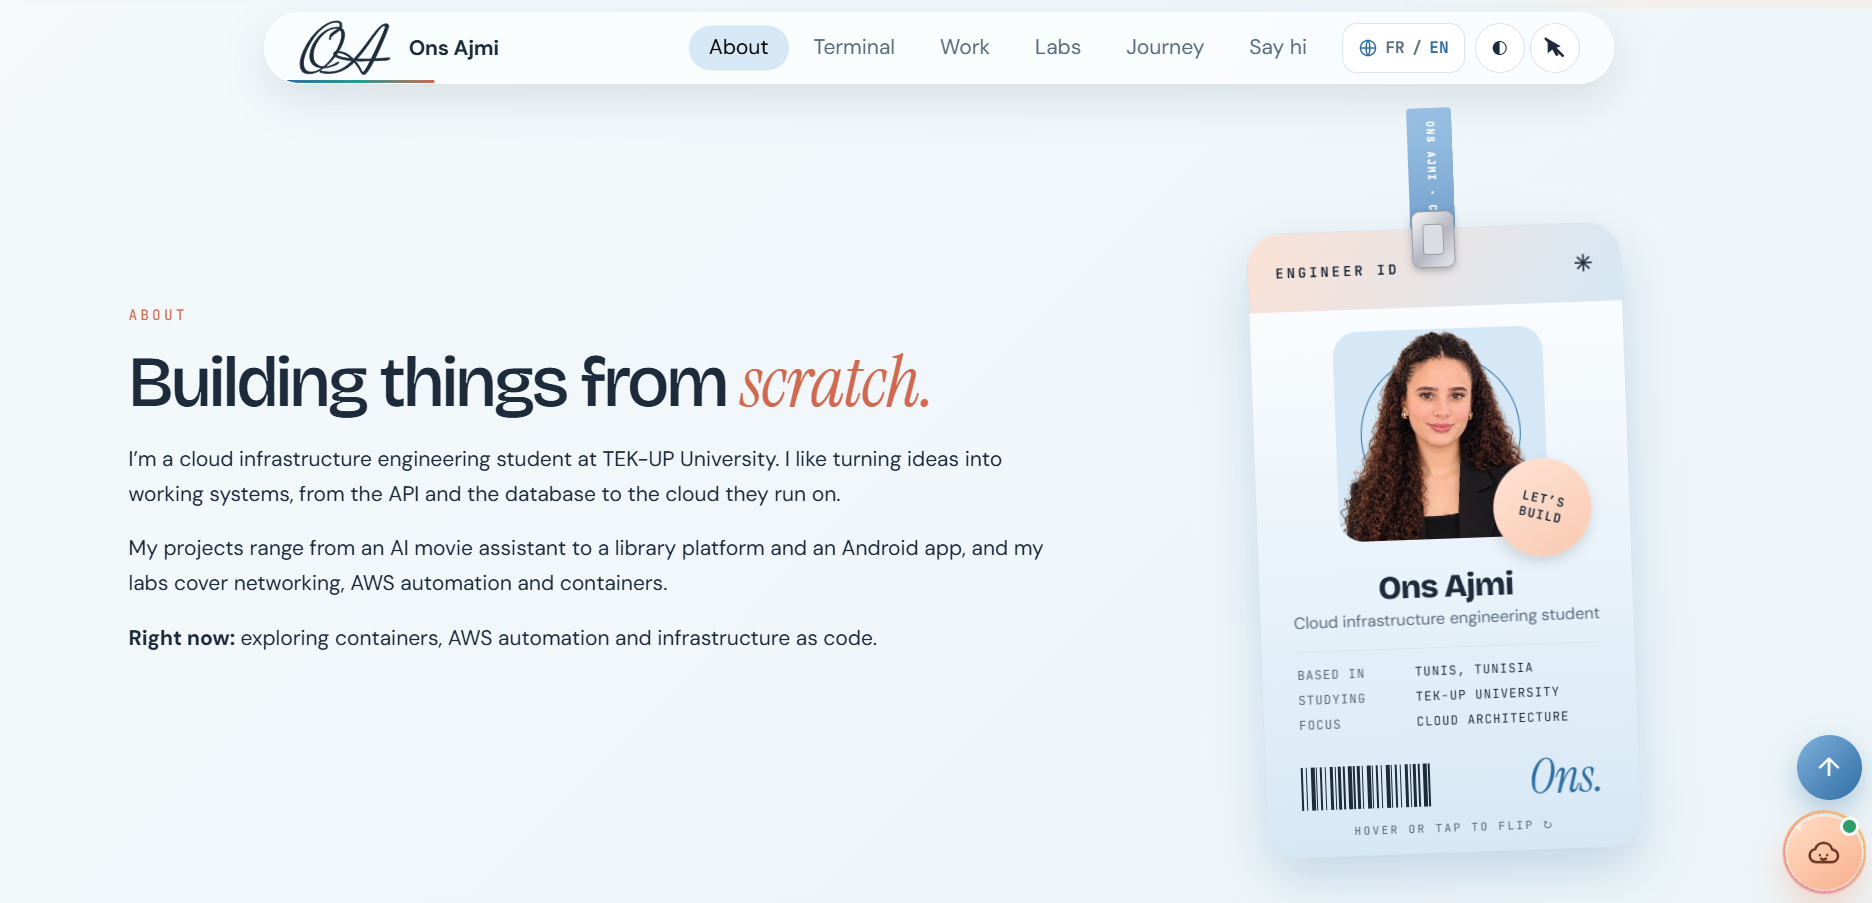 OA Ons Ajmi
About Terminal Work Labs Journey Say hi FR / EN
ONS AJMI · C
ENGINEER ID
ABOUT
Building things from scratch.
I’m a cloud infrastructure engineering student at TEK-UP University. I like turning ideas into
working systems, from the API and the database to the cloud they run on.
My projects range from an AI movie assistant to a library platform and an Android app, and my
labs cover networking, AWS automation and containers.
Right now: exploring containers, AWS automation and infrastructure as code.
LET’S
BUILD
Ons Ajmi
Cloud infrastructure engineering student
BASED IN TUNIS, TUNISIA
STUDYING TEK-UP UNIVERSITY
FOCUS CLOUD ARCHITECTURE
Ons.
HOVER OR TAP TO FLIP ↻